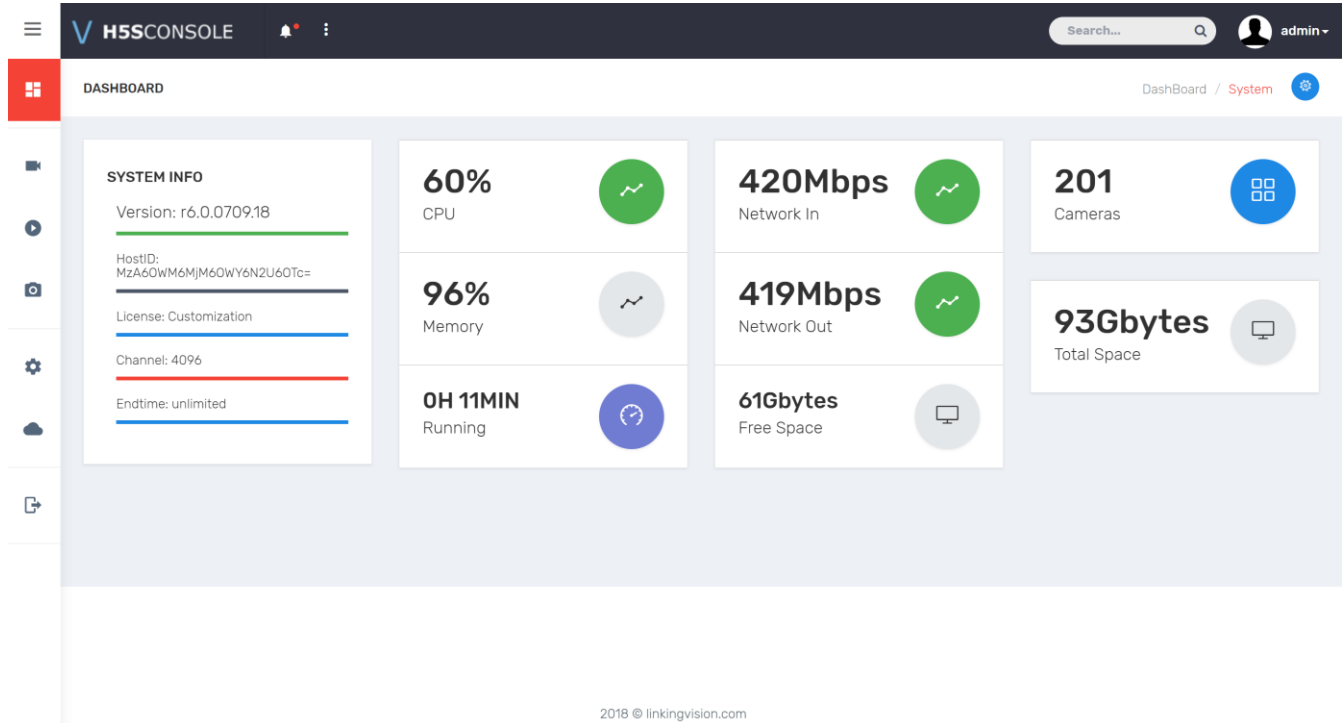 H5SCONSOLE
Search...
admin
DASHBOARD
DashBoard / System
SYSTEM INFO
Version: r6.0.0709.18
HostID:
MzA6OWM6MjM6OWY6N2U6OTc=
License: Customization
Channel: 4096
Endtime: unlimited
60%
CPU
96%
Memory
0H 11MIN
Running
420Mbps
Network In
419Mbps
Network Out
61Gbytes
Free Space
201
Cameras
93Gbytes
Total Space
2018 © linkingvision.com